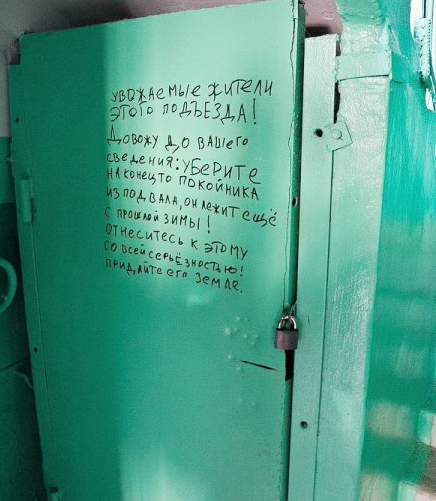 УВОЖАЕМЫЕ ЖИТЕЛИ
ЭТОГО ПОДЪЕЗДА!
ДОВОЖУ ДО ВАШЕГО
СВЕДЕНИЯ: УБЕРИТЕ
НАКОНЕЦТО ПОКОЙНИКА
ИЗ ПОДВАЛА, ОН ЛЕЖИТ ЕЩЁ
С ПРОШЛОЙ ЗИМЫ!
ОТНЕСИТЕСЬ К ЭТОМУ
СО ВСЕЙ СЕРЬЁЗНОСТЬЮ!
ПРИДАЙТЕ ЕГО ЗЕМЛЕ.